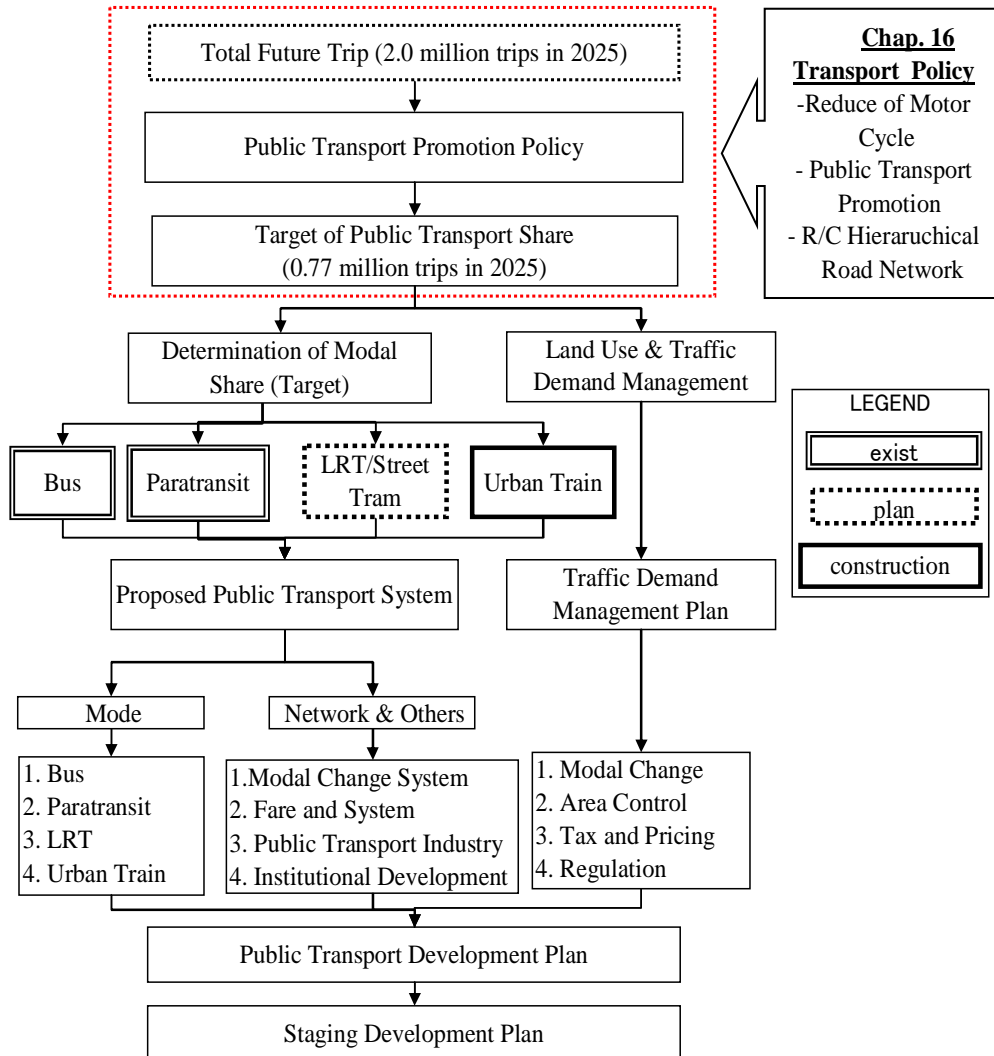 Total Future Trip (2.0 million trips in 2025)
Public Transport Promotion Policy
Target of Public Transport Share
(0.77 million trips in 2025)
Chap. 16
Transport Policy
-Reduce of Motor
Cycle
- Public Transport
Promotion
- R/C Hieraruchical
Road Network
Determination of Modal
Share (Target)
Land Use & Traffic
Demand Management
Bus
Paratransit
LRT/Street
Tram
Urban Train
LEGEND
exist
plan
construction
Proposed Public Transport System
Traffic Demand
Management Plan
Mode
Network & Others
1. Bus
2. Paratransit
3. LRT
4. Urban Train
1.Modal Change System
2. Fare and System
3. Public Transport Industry
4. Institutional Development
1. Modal Change
2. Area Control
3. Tax and Pricing
4. Regulation
Public Transport Development Plan
Staging Development Plan